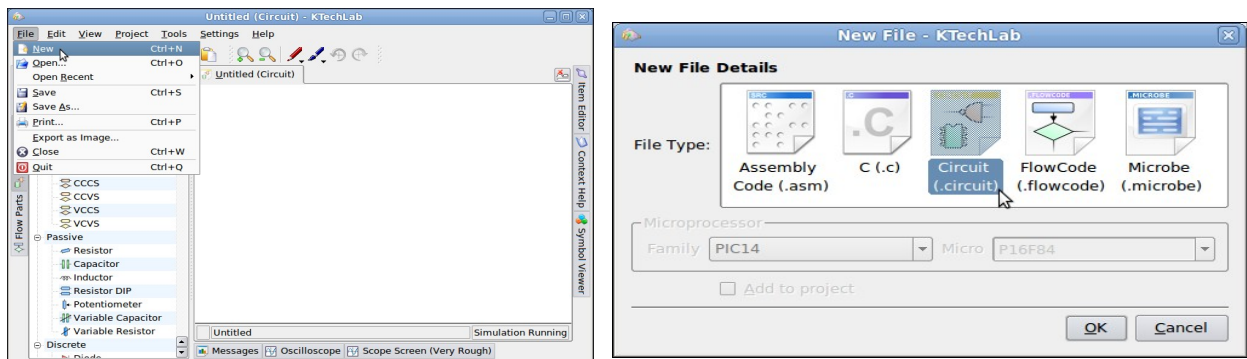 Untitled (Circuit) - KTechLab
File Edit View Project Tools Settings Help
New Ctrl+N
Open... Ctrl+O
Open Recent
Save Ctrl+S
Save As...
Print... Ctrl+P
Export as Image...
Close Ctrl+W
Quit Ctrl+Q
Untitled (Circuit)
Flow Parts
CCCS
CCVS
VCCS
VCVS
Passive
Resistor
Capacitor
Inductor
Resistor DIP
Potentiometer
Variable Capacitor
Variable Resistor
Discrete
Diode
Item Editor
Context Help
Symbol Viewer
Untitled
Simulation Running
Messages Oscilloscope Scope Screen (Very Rough)
New File - KTechLab
New File Details
File Type:
SRC
C
.C
.FLOWCODE
.MICROBE
Assembly Code (.asm)
C (.c)
Circuit (.circuit)
FlowCode (.flowcode)
Microbe (.microbe)
Microprocessor
Family PIC14 Micro P16F84
Add to project
OK Cancel